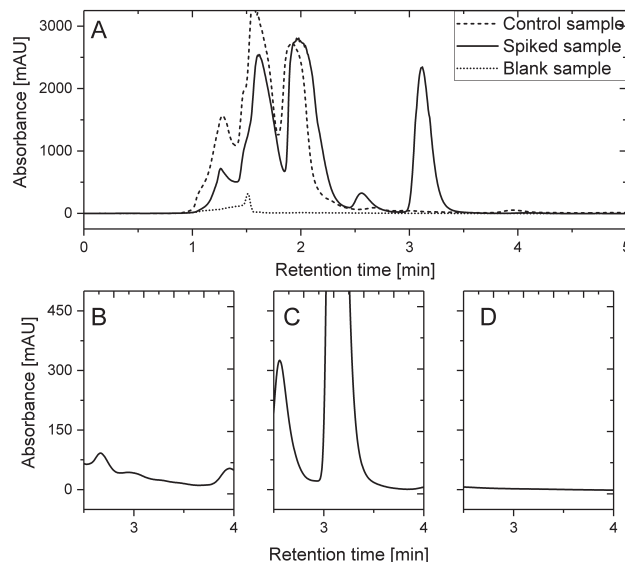 A
Control sample
Spiked sample
Blank sample
Absorbance [mAU]
3000
2000
1000
0
0 1 2 3 4 5
Retention time [min]
B
C
D
Absorbance [mAU]
450
300
150
0
3 4 3 4 3 4
Retention time [min]